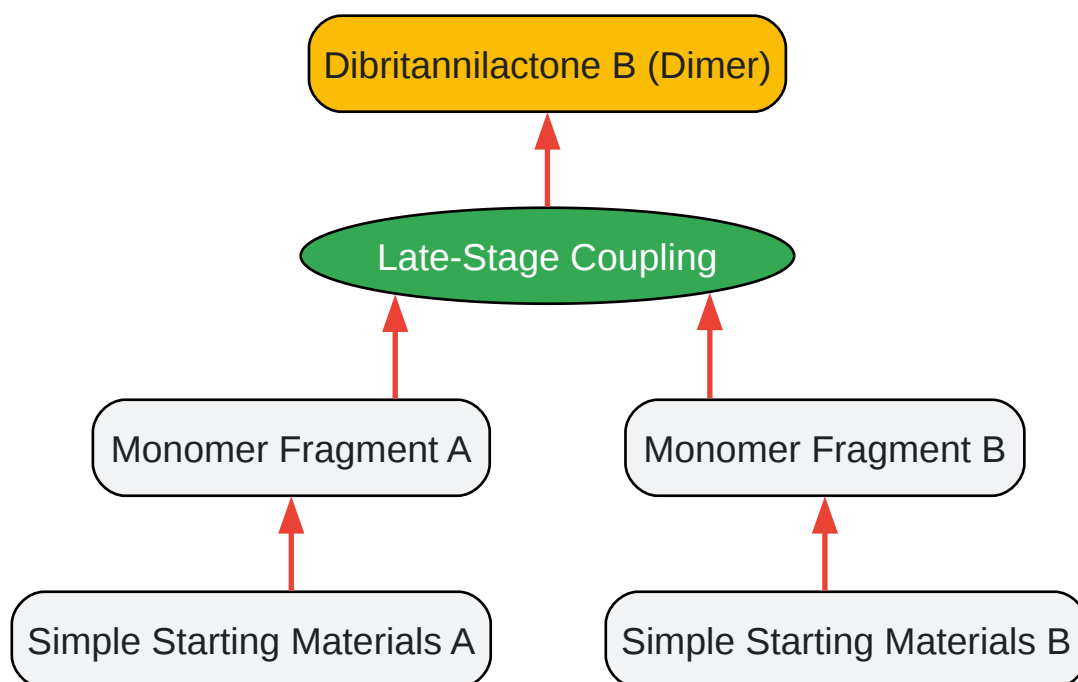 Dibritannilactone B (Dimer)
Late-Stage Coupling
Monomer Fragment A
Monomer Fragment B
Simple Starting Materials A
Simple Starting Materials B